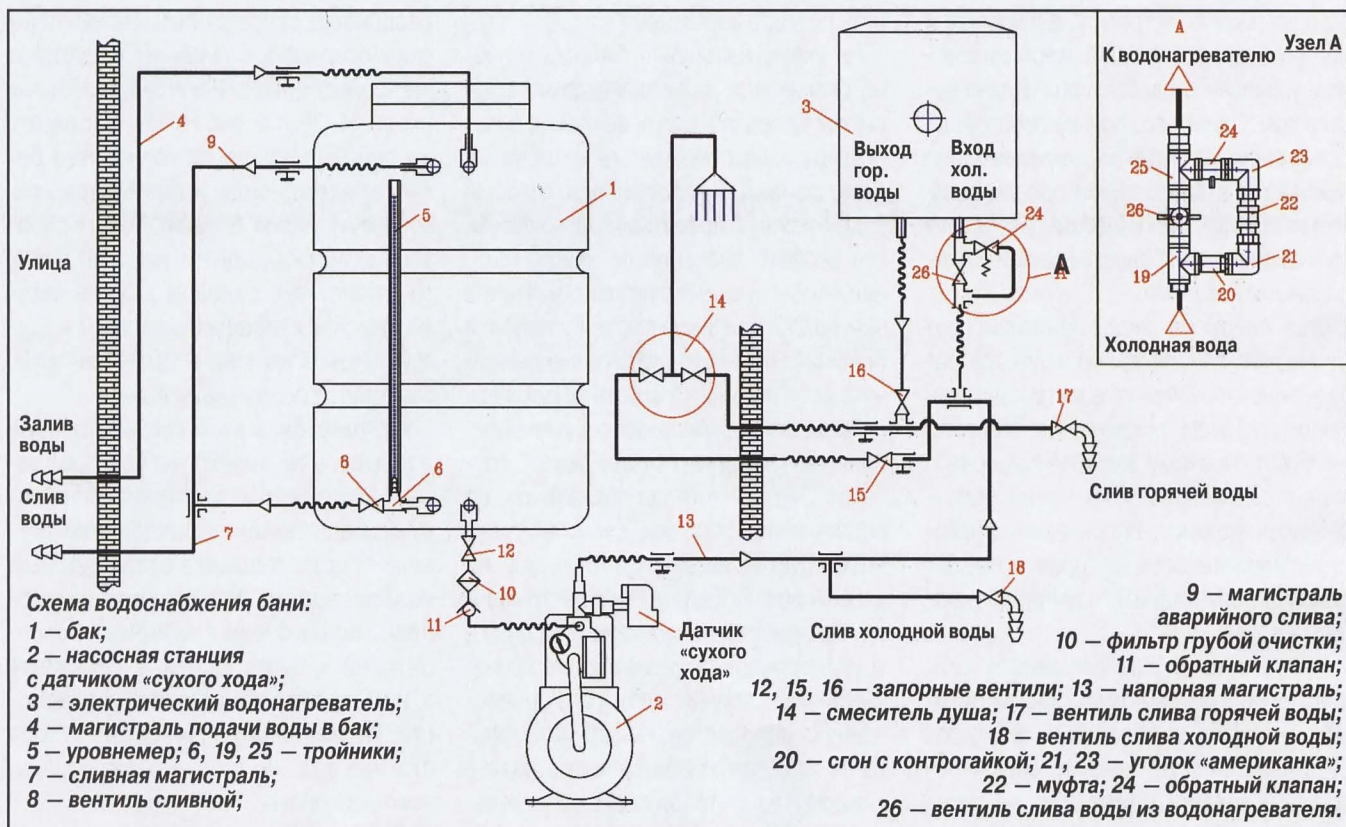 4
9
Улица
Залив
воды
Слив
воды
1
5
8
6
7
12
10
11
3
Выход
гор.
воды
Вход
хол.
воды
24
26
А
14
16
15
17
Слив горячей воды
13
18
Слив холодной воды
Датчик
«сухого
хода»
2
А
Узел А
К водонагревателю
24
25
23
26
22
19
21
20
Холодная вода
Схема водоснабжения бани:
1 — бак;
2 — насосная станция
с датчиком «сухого хода»;
3 — электрический водонагреватель;
4 — магистраль подачи воды в бак;
5 — уровнемер; 6, 19, 25 — тройники;
7 — сливная магистраль;
8 — вентиль сливной;
9 — магистраль
аварийного слива;
10 — фильтр грубой очистки;
11 — обратный клапан;
12, 15, 16 — запорные вентили; 13 — напорная магистраль;
14 — смеситель душа; 17 — вентиль слива горячей воды;
18 — вентиль слива холодной воды;
20 — сгон с контрогайкой; 21, 23 — уголок «американка»;
22 — муфта; 24 — обратный клапан;
26 — вентиль слива воды из водонагревателя.